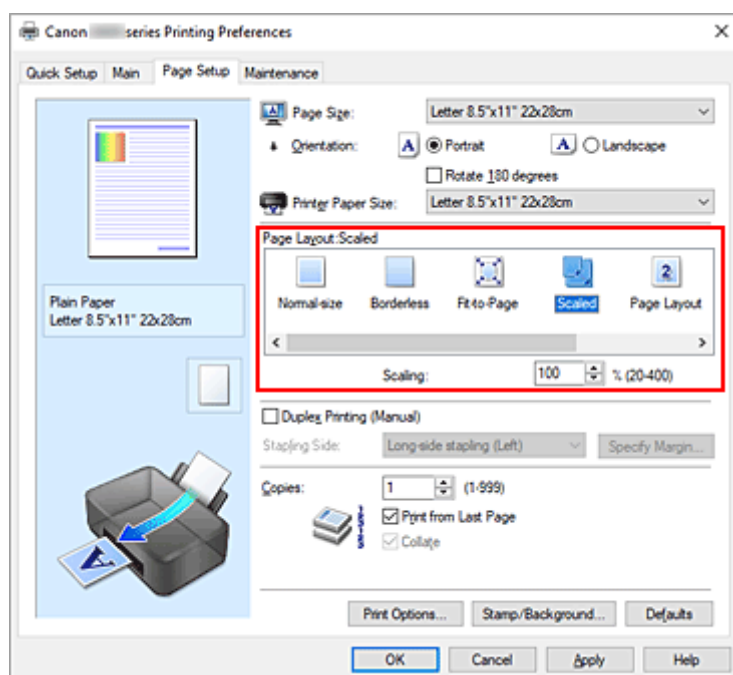 Canon series Printing Preferences
Quick Setup Main Page Setup Maintenance
Page Size: Letter 8.5"x11" 22x28cm
Orientation: A Portrait A Landscape
Rotate 180 degrees
Printer Paper Size: Letter 8.5"x11" 22x28cm
Page Layout:Scaled
Normal-size Borderless Fit-to-Page Scaled Page Layout
2
Scaling: 100 % (20-400)
Plain Paper
Letter 8.5"x11" 22x28cm
Duplex Printing (Manual)
Stapling Side: Long-side stapling (Left) Specify Margin...
Copies: 1 (1-999)
Print from Last Page
Collate
A
Print Options... Stamp/Background... Defaults
OK Cancel Apply Help